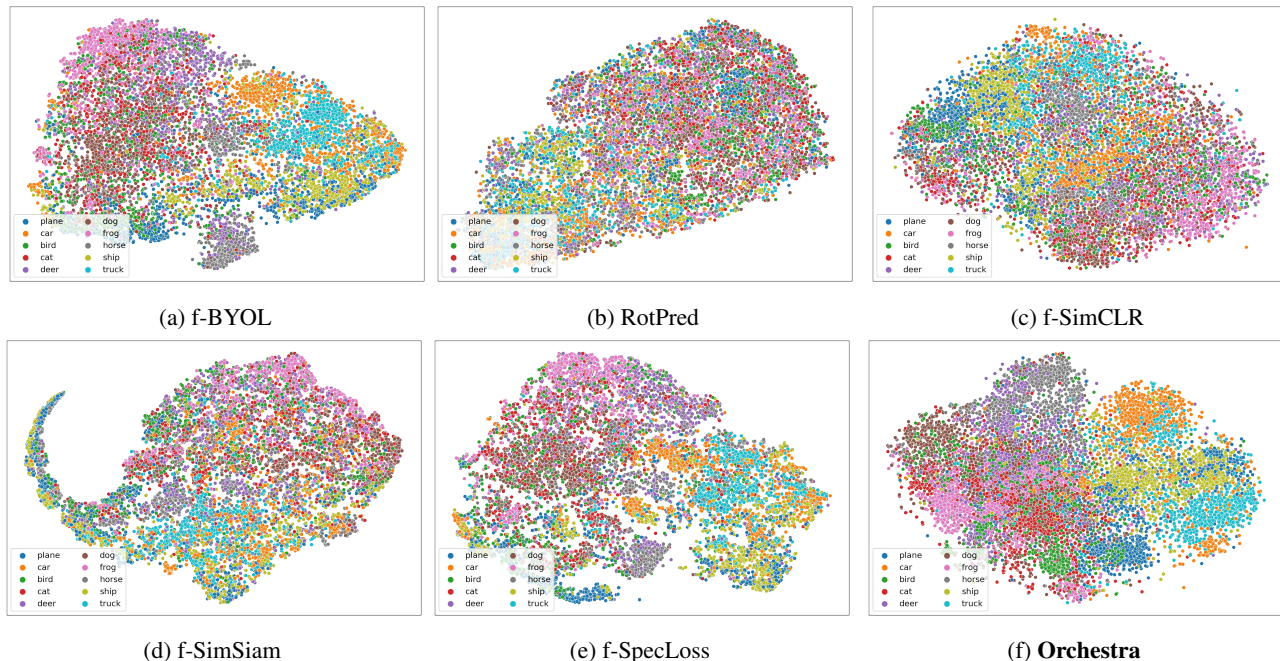 plane dog
car frog
bird horse
cat ship
deer truck
plane dog
car frog
bird horse
cat ship
deer truck
plane dog
car frog
bird horse
cat ship
deer truck
(a) f-BYOL (b) RotPred (c) f-SimCLR
plane dog
car frog
bird horse
cat ship
deer truck
plane dog
car frog
bird horse
cat ship
deer truck
plane dog
car frog
bird horse
cat ship
deer truck
(d) f-SimSiam (e) f-SpecLoss (f) Orchestra